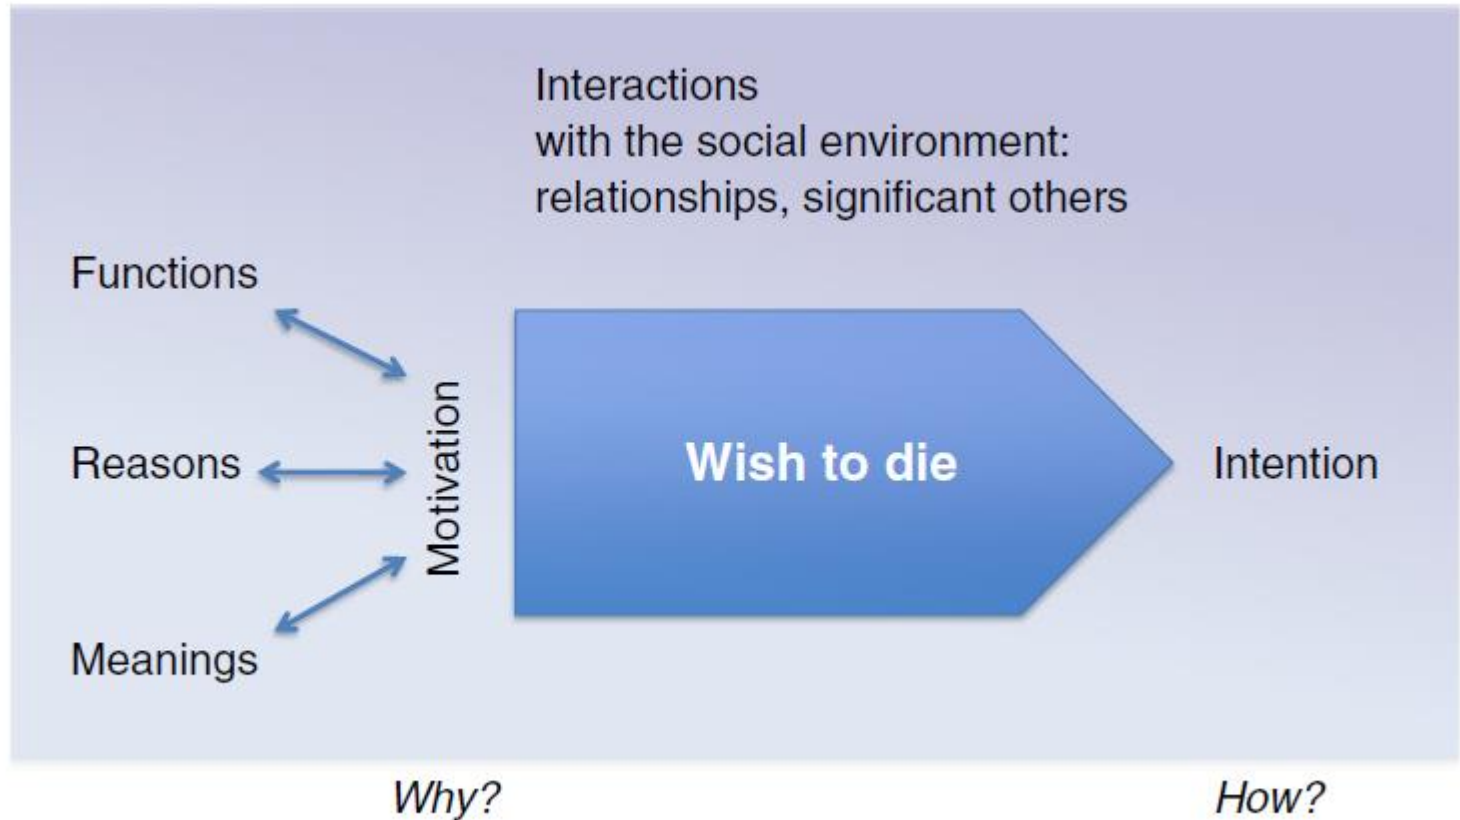 Interactions
with the social environment:
relationships, significant others
Functions
Reasons
Meanings
Motivation
Wish to die
Intention
Why?
How?